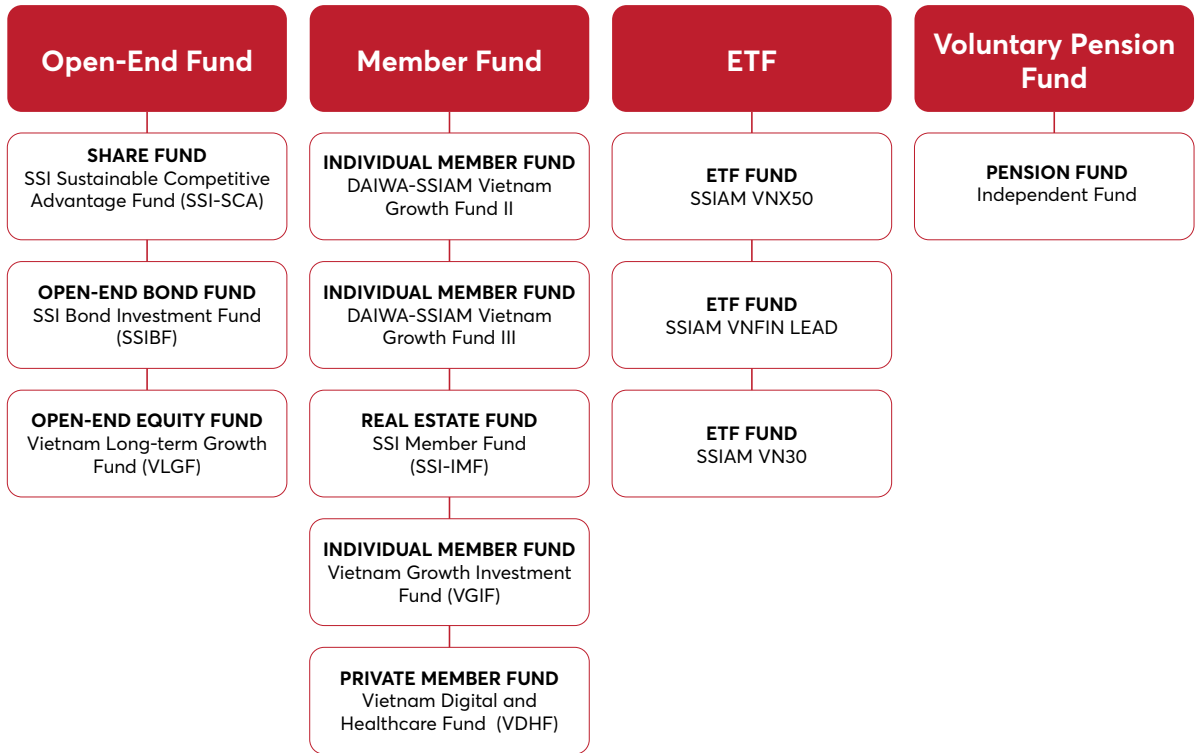 Open-End Fund
SHARE FUND
SSI Sustainable Competitive
Advantage Fund (SSI-SCA)
OPEN-END BOND FUND
SSI Bond Investment Fund
(SSIBF)
OPEN-END EQUITY FUND
Vietnam Long-term Growth
Fund (VLGF)
Member Fund
INDIVIDUAL MEMBER FUND
DAIWA-SSIAM Vietnam
Growth Fund II
INDIVIDUAL MEMBER FUND
DAIWA-SSIAM Vietnam
Growth Fund III
REAL ESTATE FUND
SSI Member Fund
(SSI-IMF)
INDIVIDUAL MEMBER FUND
Vietnam Growth Investment
Fund (VGIF)
PRIVATE MEMBER FUND
Vietnam Digital and
Healthcare Fund (VDHF)
ETF
ETF FUND
SSIAM VNX50
ETF FUND
SSIAM VNFIN LEAD
ETF FUND
SSIAM VN30
Voluntary Pension
Fund
PENSION FUND
Independent Fund